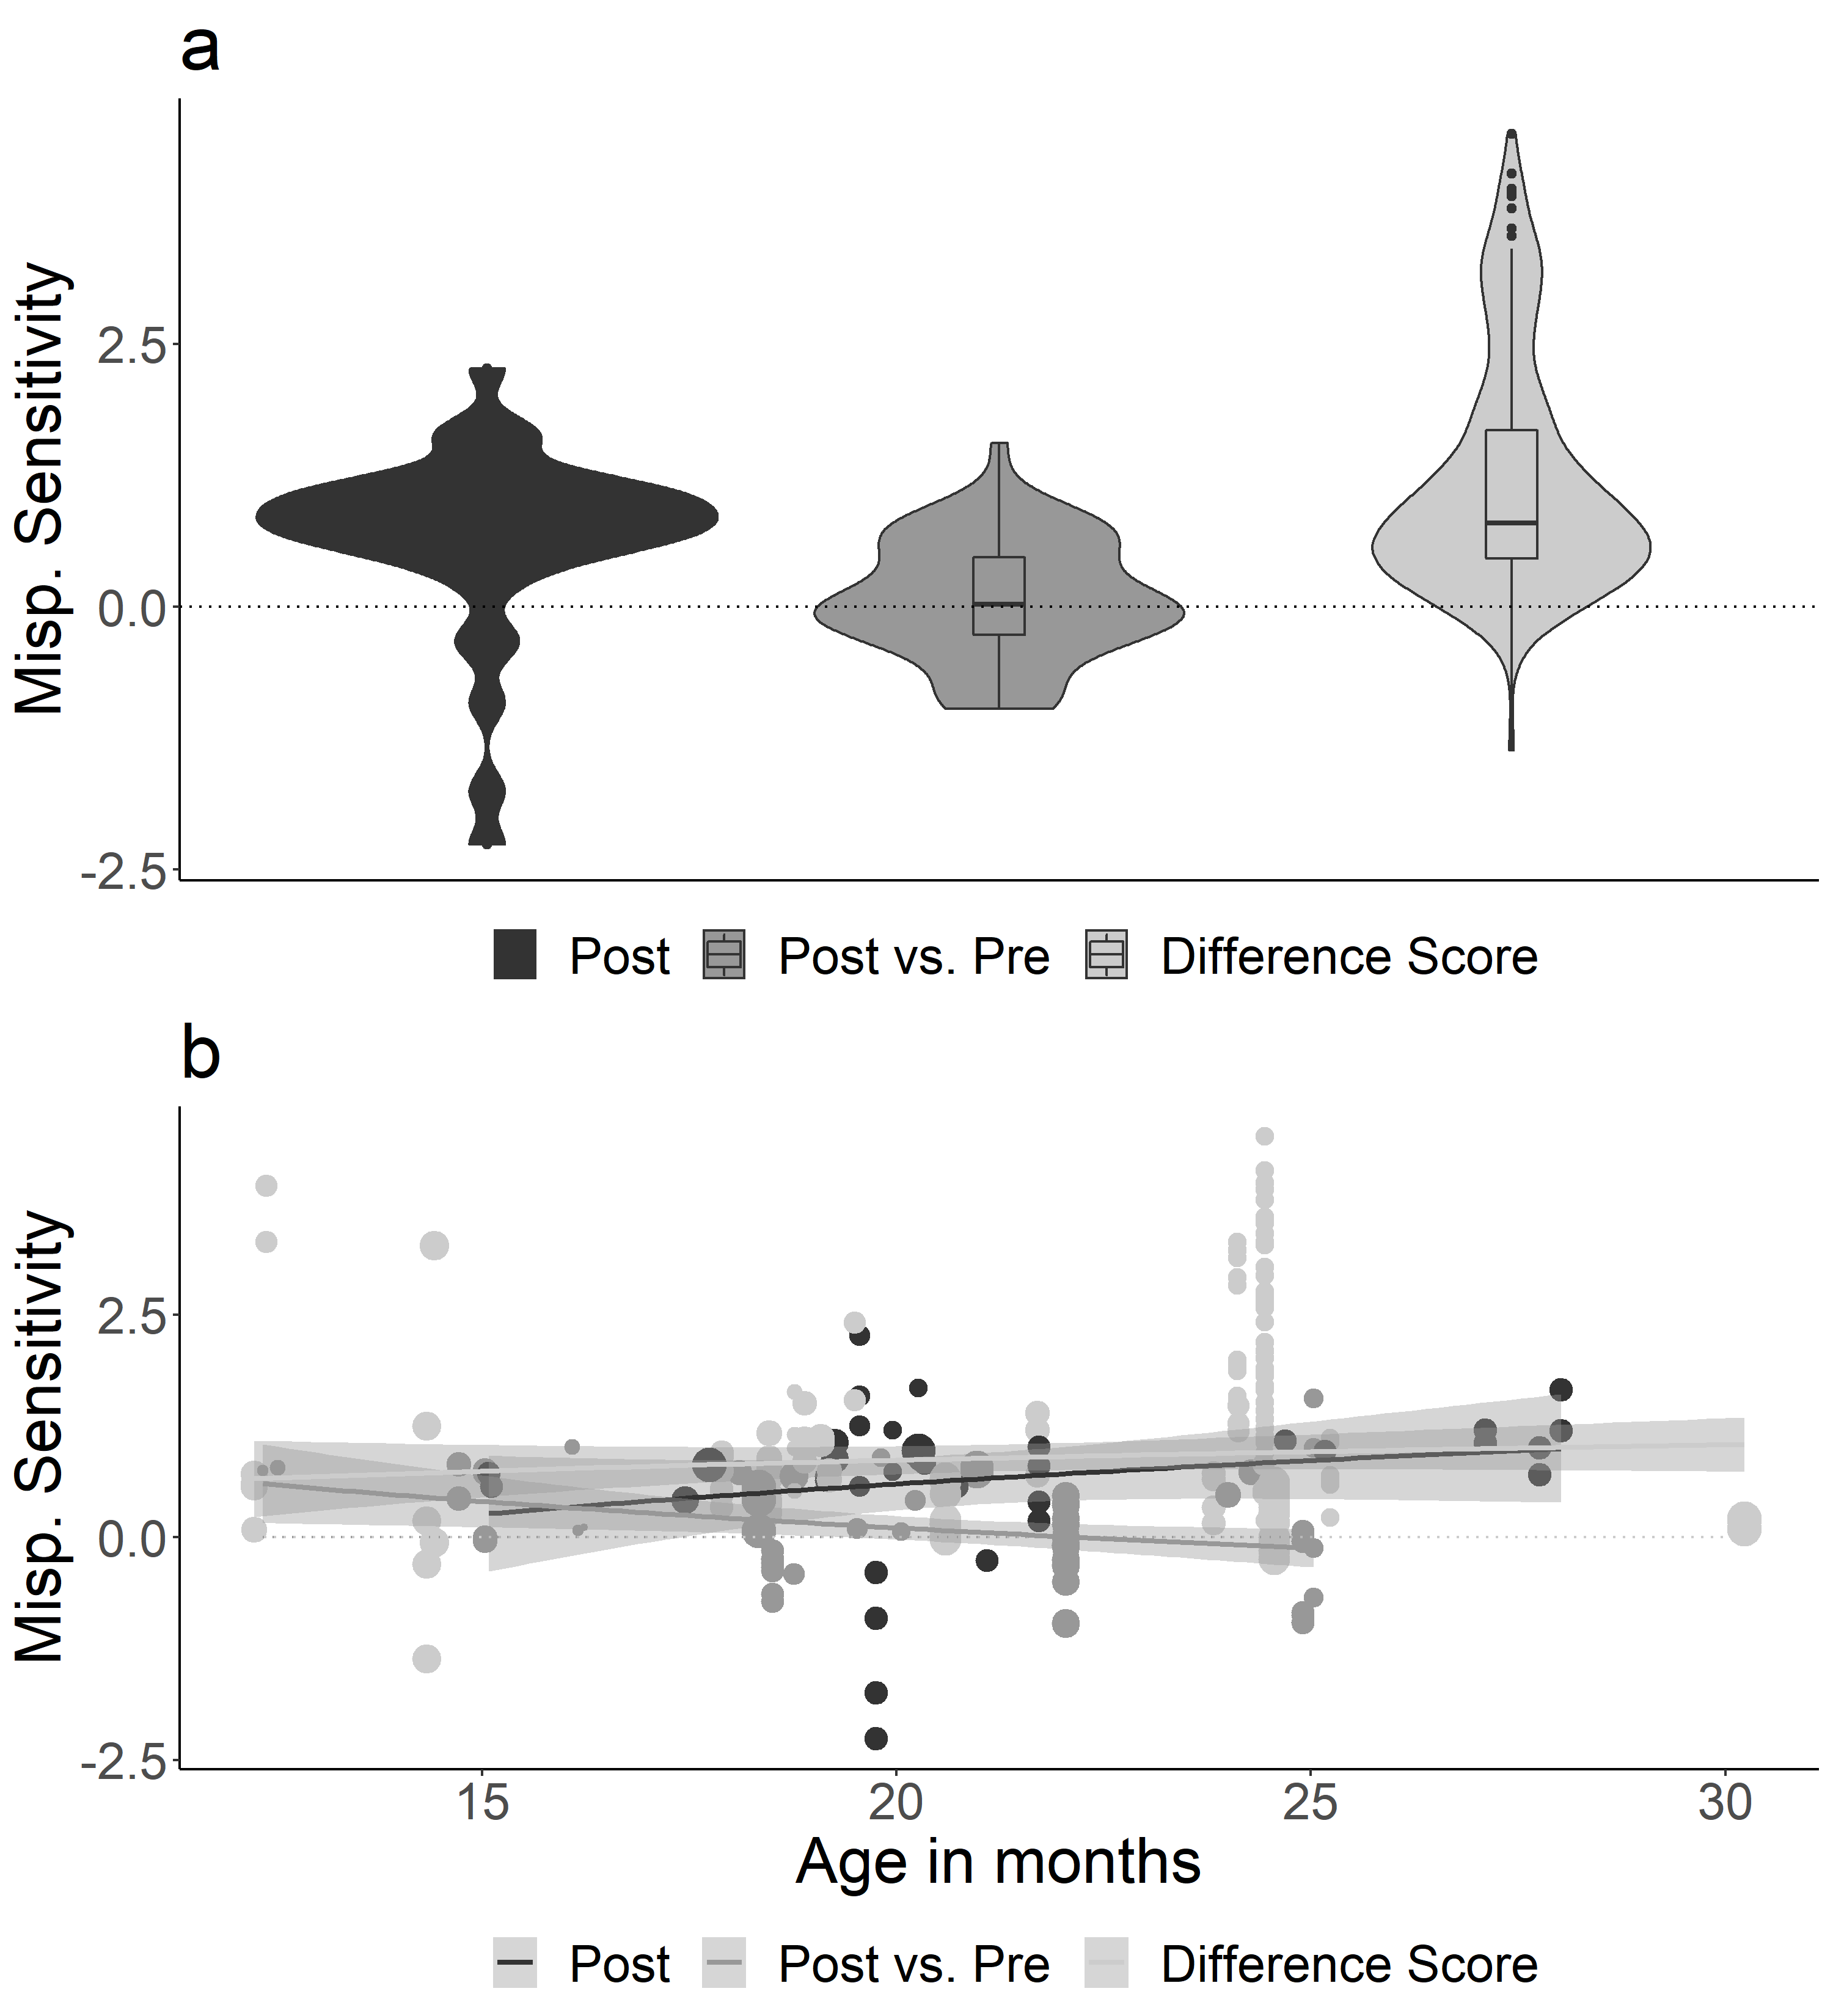 a
Misp. Sensitivity
2.5
0.0
-2.5
Post
Post vs. Pre
Difference Score
b
Misp. Sensitivity
2.5
0.0
-2.5
15 20 25 30
Age in months
Post
Post vs. Pre
Difference Score